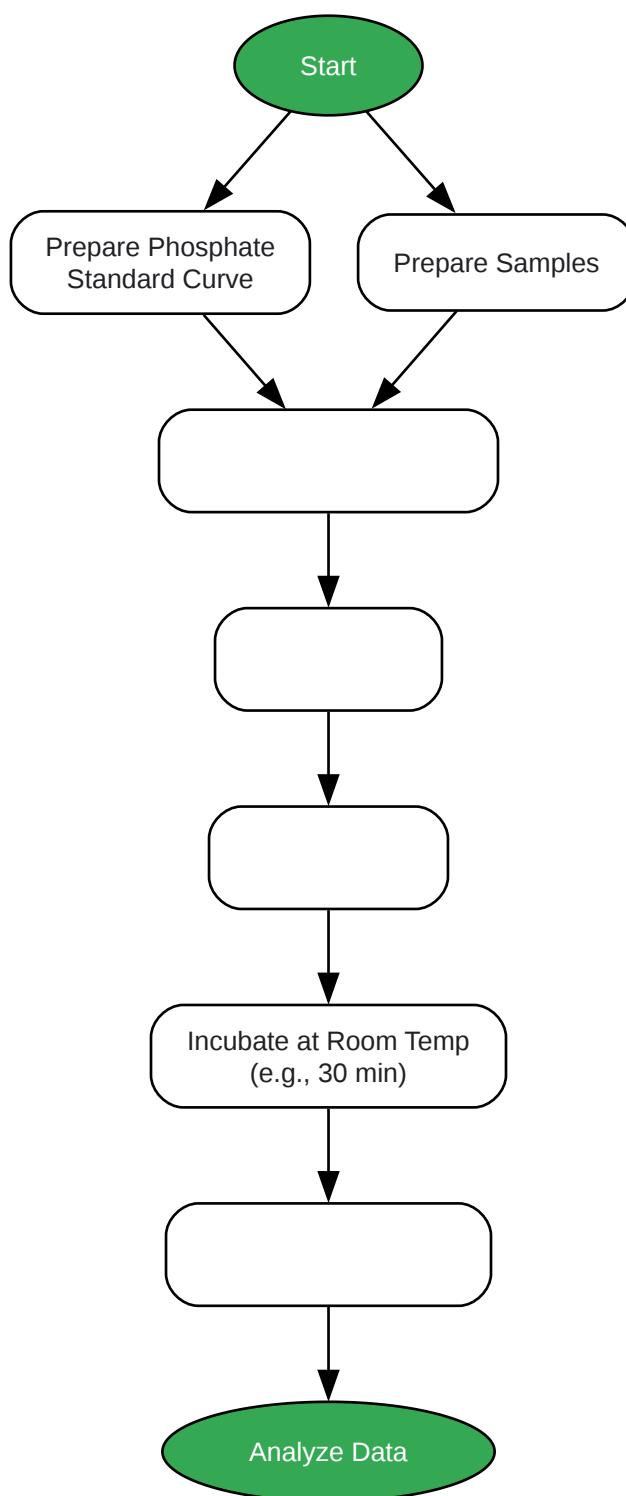 Start
Prepare Phosphate
Standard Curve
Prepare Samples
Incubate at Room Temp
(e.g., 30 min)
Analyze Data